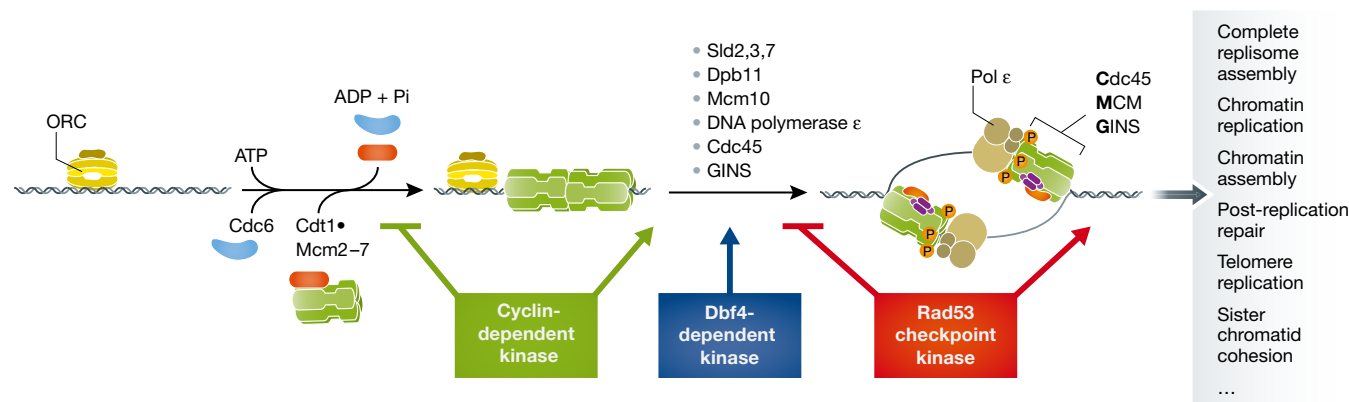 ORC
ATP
Cdc6
ADP + Pi
Cdt1•
Mcm2–7
Sld2,3,7
Dpb11
Mcm10
DNA polymerase ε
Cdc45
GINS
Pol ε
Cdc45
MCM
GINS
P
P
P
P
P
P
Cyclin-
dependent
kinase
Dbf4-
dependent
kinase
Rad53
checkpoint
kinase
Complete
replisome
assembly
Chromatin
replication
Chromatin
assembly
Post-replication
repair
Telomere
replication
Sister
chromatid
cohesion
...